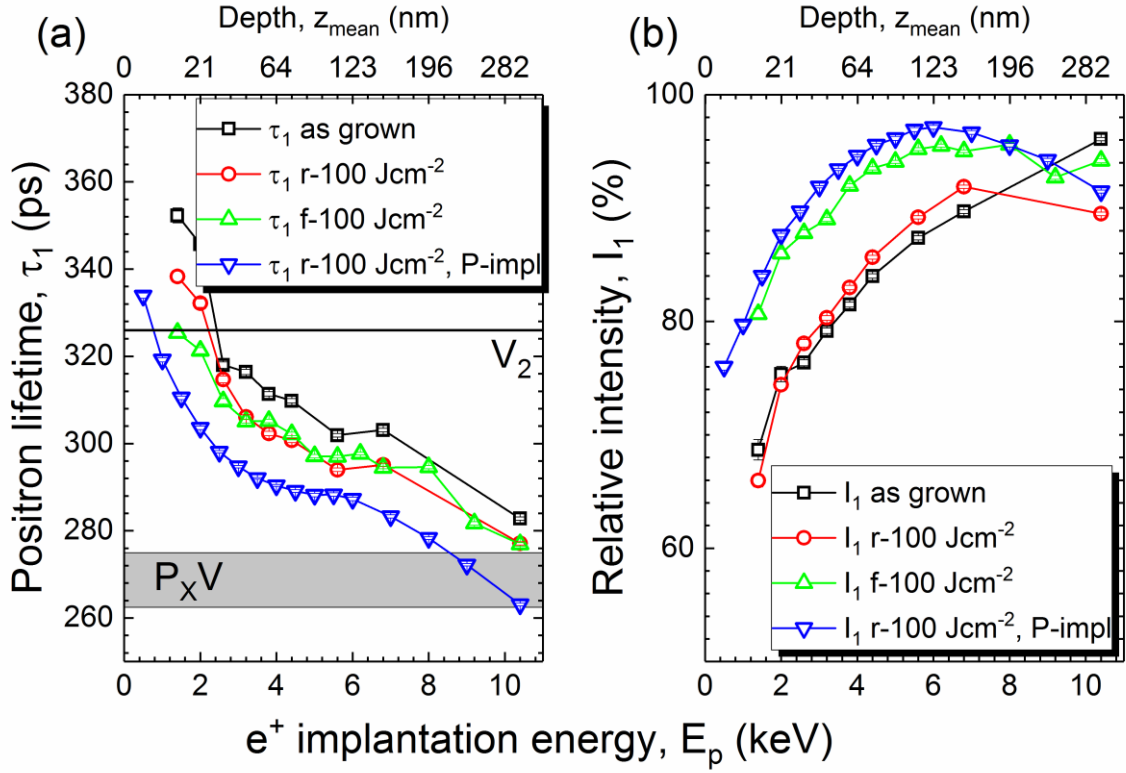 (a)
Depth, z_mean (nm)
0 21 64 123 196 282
Positron lifetime, τ₁ (ps)
380
360
340
320
300
280
260
τ₁ as grown
τ₁ r-100 Jcm⁻²
τ₁ f-100 Jcm⁻²
τ₁ r-100 Jcm⁻², P-impl
V₂
PₓV
0 2 4 6 8 10
(b)
Depth, z_mean (nm)
0 21 64 123 196 282
Relative intensity, I₁ (%)
100
80
60
I₁ as grown
I₁ r-100 Jcm⁻²
I₁ f-100 Jcm⁻²
I₁ r-100 Jcm⁻², P-impl
0 2 4 6 8 10
e⁺ implantation energy, Eₚ (keV)